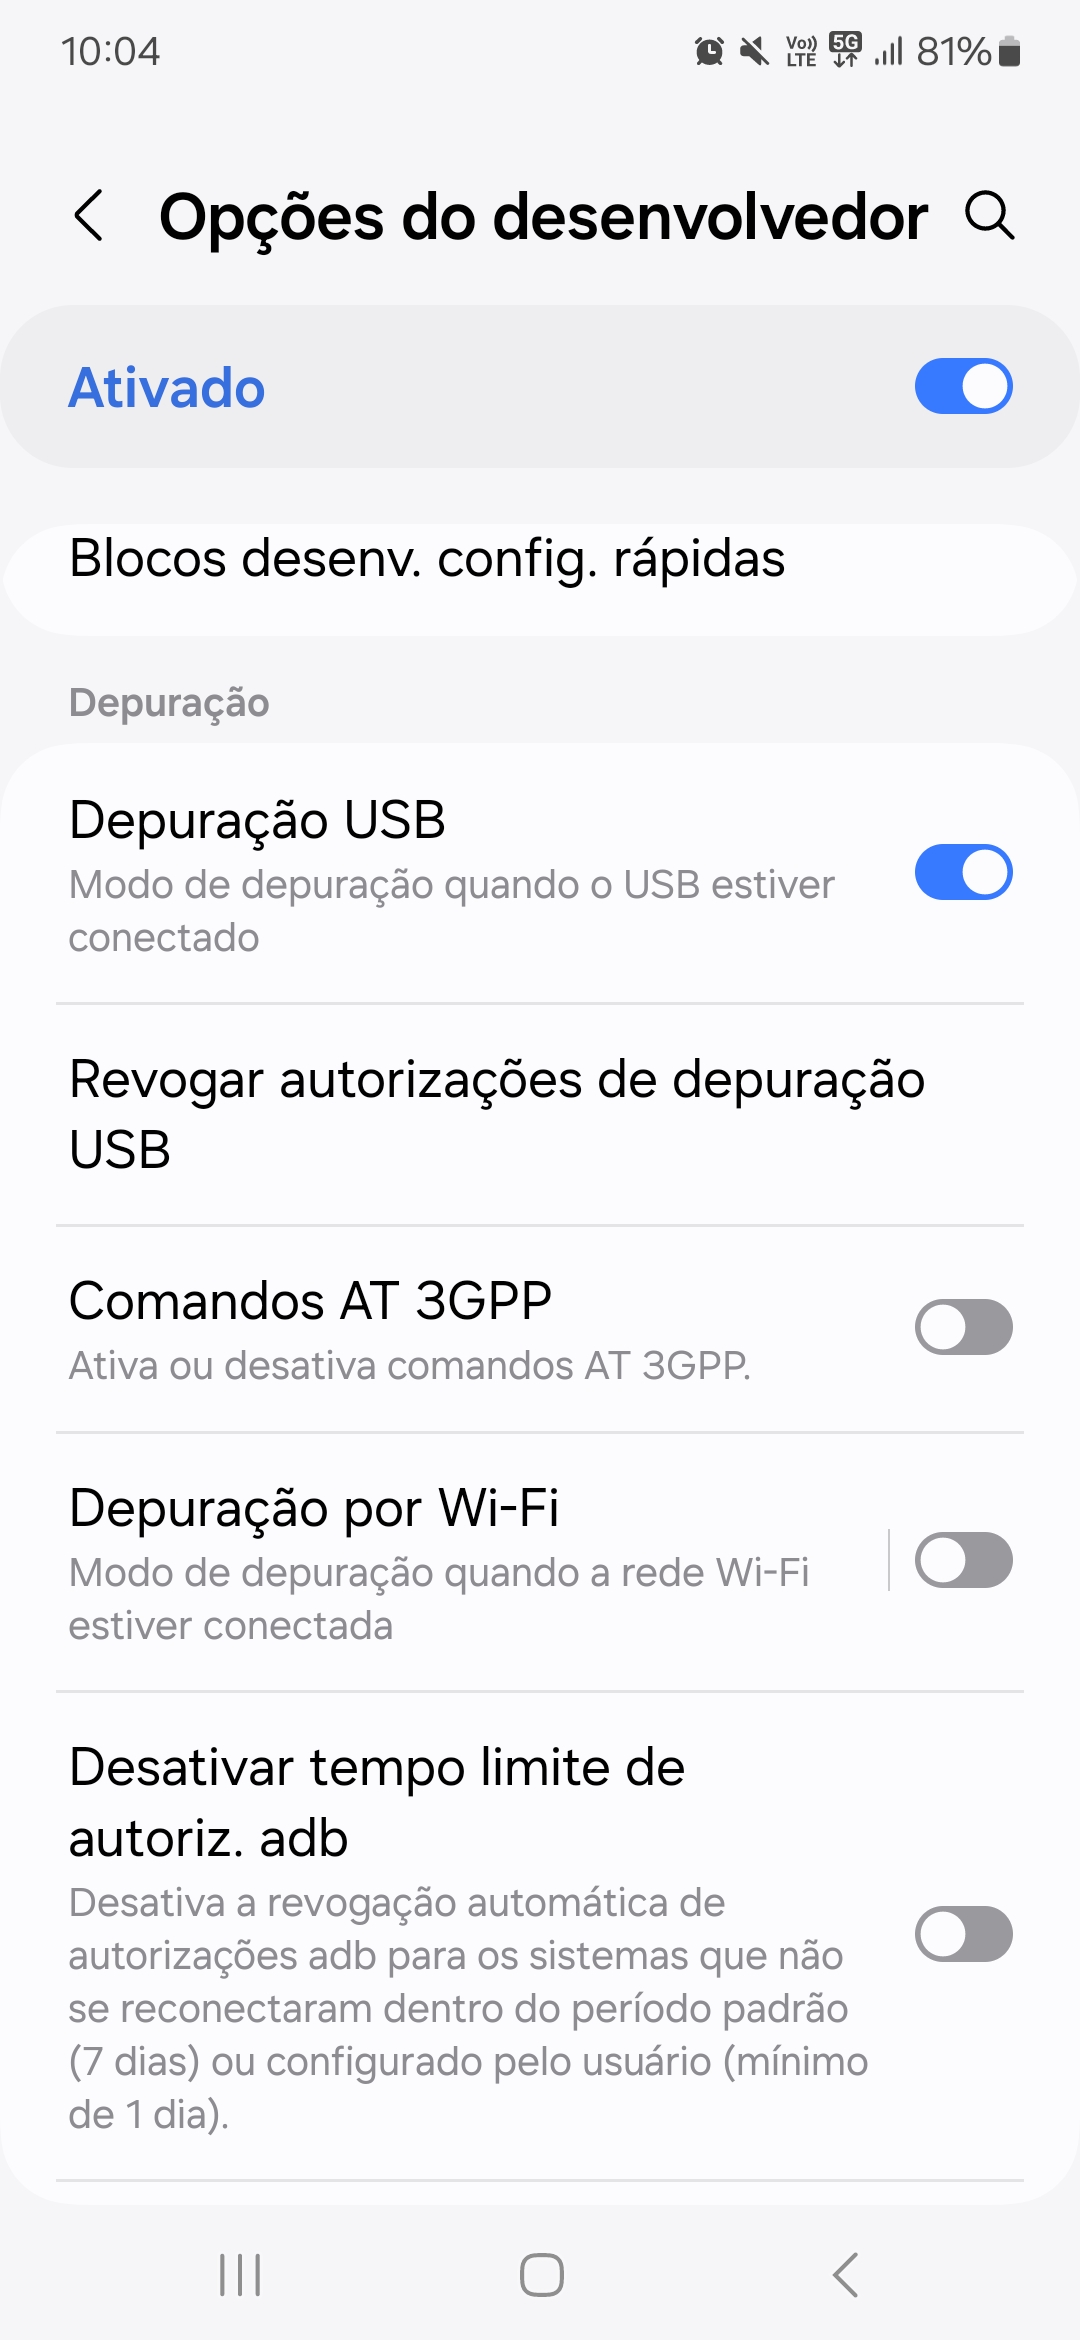 10:04 Vo)) LTE 5G 81%
Opções do desenvolvedor
Ativado
Blocos desenv. config. rápidas
Depuração
Depuração USB
Modo de depuração quando o USB estiver
conectado
Revogar autorizações de depuração
USB
Comandos AT 3GPP
Ativa ou desativa comandos AT 3GPP.
Depuração por Wi-Fi
Modo de depuração quando a rede Wi-Fi
estiver conectada
Desativar tempo limite de
autoriz. adb
Desativa a revogação automática de
autorizações adb para os sistemas que não
se reconectaram dentro do período padrão
(7 dias) ou configurado pelo usuário (mínimo
de 1 dia).